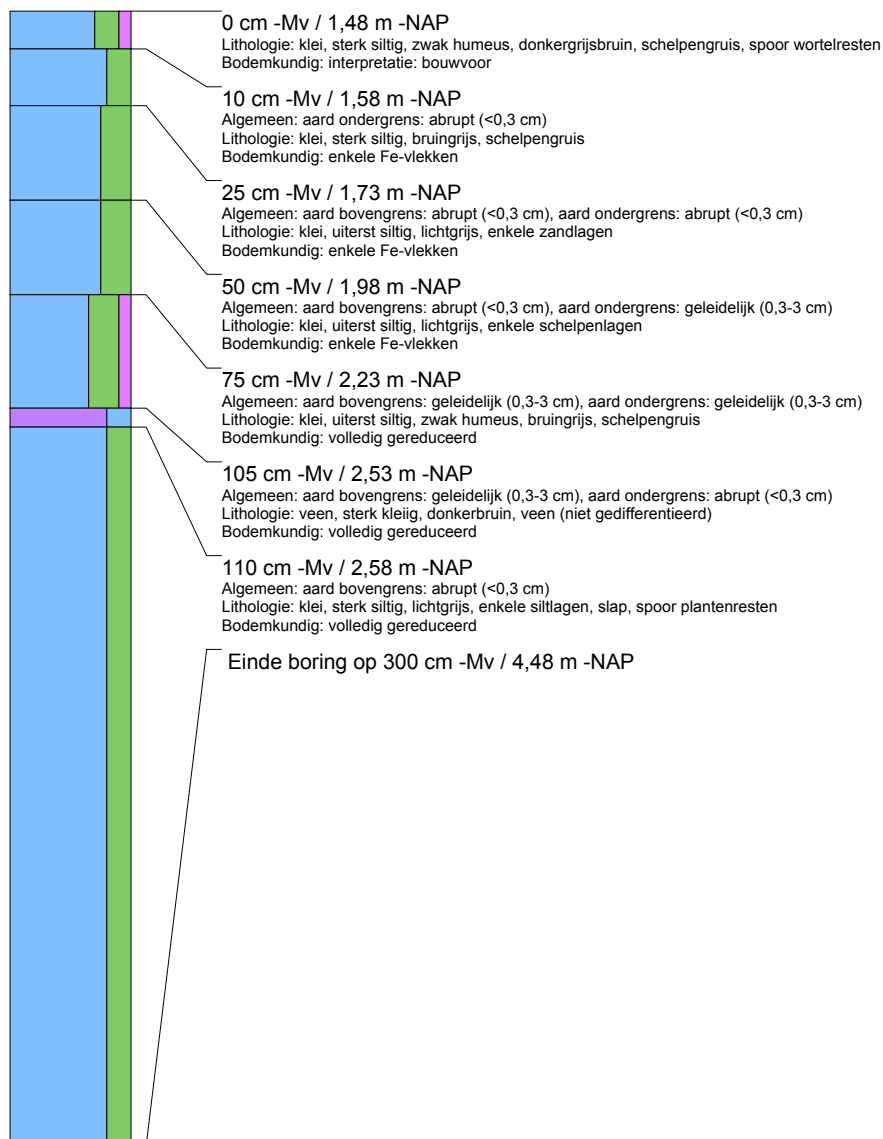 0 cm -Mv / 1,48 m -NAP
Lithologie: klei, sterk siltig, zwak humeus, donkergrijsbruin, schelpengruis, spoor wortelresten
Bodemkundig: interpretatie: bouwvoor
10 cm -Mv / 1,58 m -NAP
Algemeen: aard ondergrens: abrupt (<0,3 cm)
Lithologie: klei, sterk siltig, bruingrijs, schelpengruis
Bodemkundig: enkele Fe-vlekken
25 cm -Mv / 1,73 m -NAP
Algemeen: aard bovengrens: abrupt (<0,3 cm), aard ondergrens: abrupt (<0,3 cm)
Lithologie: klei, uiterst siltig, lichtgrijs, enkele zandlagen
Bodemkundig: enkele Fe-vlekken
50 cm -Mv / 1,98 m -NAP
Algemeen: aard bovengrens: abrupt (<0,3 cm), aard ondergrens: geleidelijk (0,3-3 cm)
Lithologie: klei, uiterst siltig, lichtgrijs, enkele schelpenlagen
Bodemkundig: enkele Fe-vlekken
75 cm -Mv / 2,23 m -NAP
Algemeen: aard bovengrens: geleidelijk (0,3-3 cm), aard ondergrens: geleidelijk (0,3-3 cm)
Lithologie: klei, uiterst siltig, zwak humeus, bruingrijs, schelpengruis
Bodemkundig: volledig gereduceerd
105 cm -Mv / 2,53 m -NAP
Algemeen: aard bovengrens: geleidelijk (0,3-3 cm), aard ondergrens: abrupt (<0,3 cm)
Lithologie: veen, sterk kleiig, donkerbruin, veen (niet gedifferentieerd)
Bodemkundig: volledig gereduceerd
110 cm -Mv / 2,58 m -NAP
Algemeen: aard bovengrens: abrupt (<0,3 cm)
Lithologie: klei, sterk siltig, lichtgrijs, enkele siltlagen, slap, spoor plantenresten
Bodemkundig: volledig gereduceerd
Einde boring op 300 cm -Mv / 4,48 m -NAP